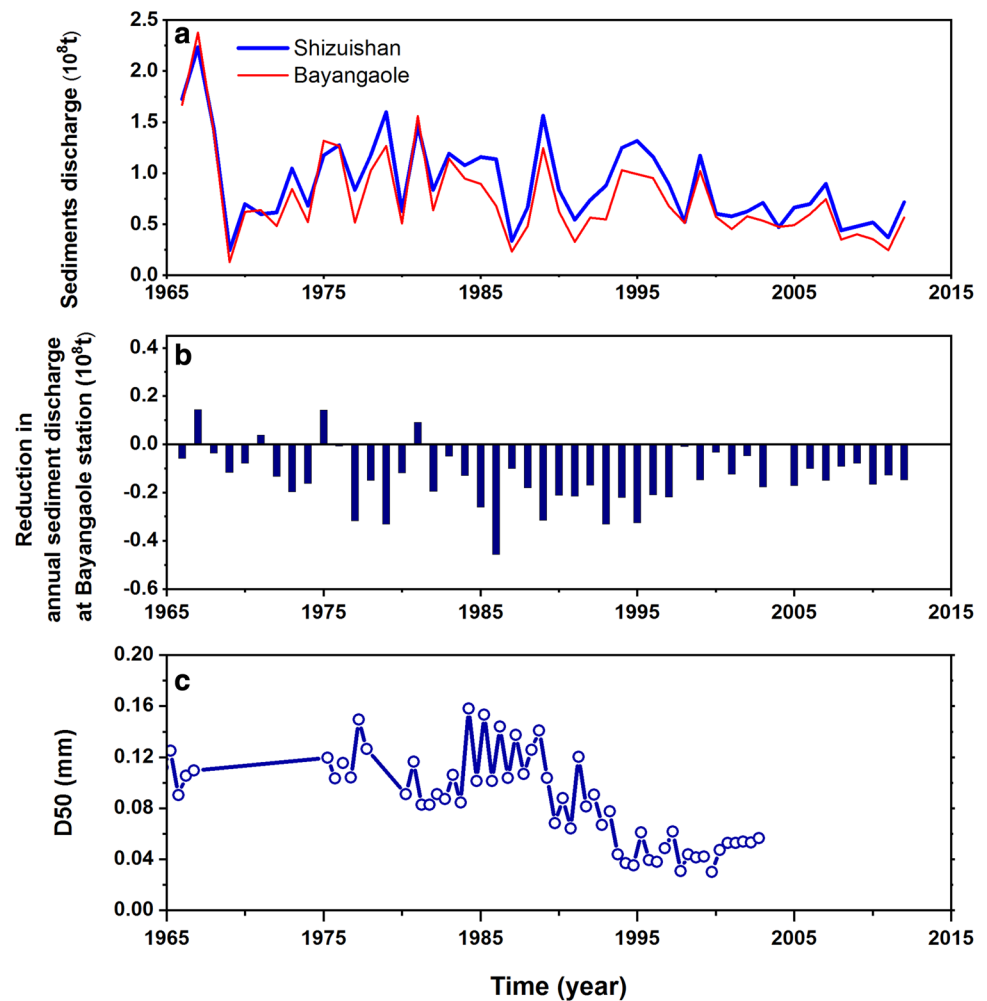 a
Shizuishan
Bayangaole
Sediments discharge (10⁸t)
2.5
2.0
1.5
1.0
0.5
0.0
1965 1975 1985 1995 2005 2015
b
Reduction in
annual sediment discharge
at Bayangaole station (10⁸t)
0.4
0.2
0.0
-0.2
-0.4
-0.6
1965 1975 1985 1995 2005 2015
c
D50 (mm)
0.20
0.16
0.12
0.08
0.04
0.00
1965 1975 1985 1995 2005 2015
Time (year)